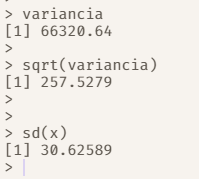 > variancia
[1] 66320.64
>
> sqrt(variancia)
[1] 257.5279
>
>
> sd(x)
[1] 30.62589
>